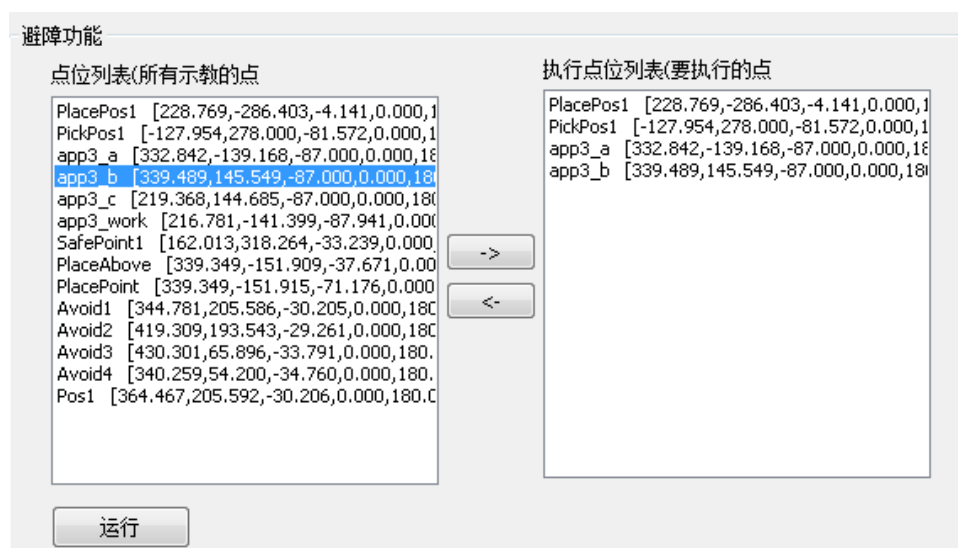 避障功能
点位列表(所有示教的点
PlacePos1 [228.769,-286.403,-4.141,0.000,1
PickPos1 [-127.954,278.000,-81.572,0.000,1
app3_a [332.842,-139.168,-87.000,0.000,18
app3_b [339.489,145.549,-87.000,0.000,180
app3_c [219.368,144.685,-87.000,0.000,180
app3_work [216.781,-141.399,-87.941,0.000
SafePoint1 [162.013,318.264,-33.239,0.000,
PlaceAbove [339.349,-151.909,-37.671,0.00
PlacePoint [339.349,-151.915,-71.176,0.000
Avoid1 [344.781,205.586,-30.205,0.000,180
Avoid2 [419.309,193.543,-29.261,0.000,180
Avoid3 [430.301,65.896,-33.791,0.000,180.
Avoid4 [340.259,54.200,-34.760,0.000,180.
Pos1 [364.467,205.592,-30.206,0.000,180.0
->
<-
执行点位列表(要执行的点
PlacePos1 [228.769,-286.403,-4.141,0.000,1
PickPos1 [-127.954,278.000,-81.572,0.000,1
app3_a [332.842,-139.168,-87.000,0.000,18
app3_b [339.489,145.549,-87.000,0.000,180
运行